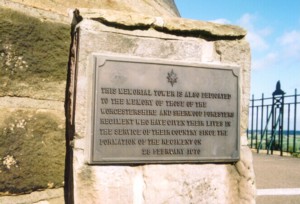 THIS MEMORIAL TOWER IS ALSO DEDICATED
TO THE MEMORY OF THOSE OF THE
WORCESTERSHIRE AND SHERWOOD FORESTERS
REGIMENT WHO HAVE GIVEN THEIR LIVES IN
THE SERVICE OF THEIR COUNTRY SINCE THE
FORMATION OF THE REGIMENT ON
28 FEBRUARY 1970